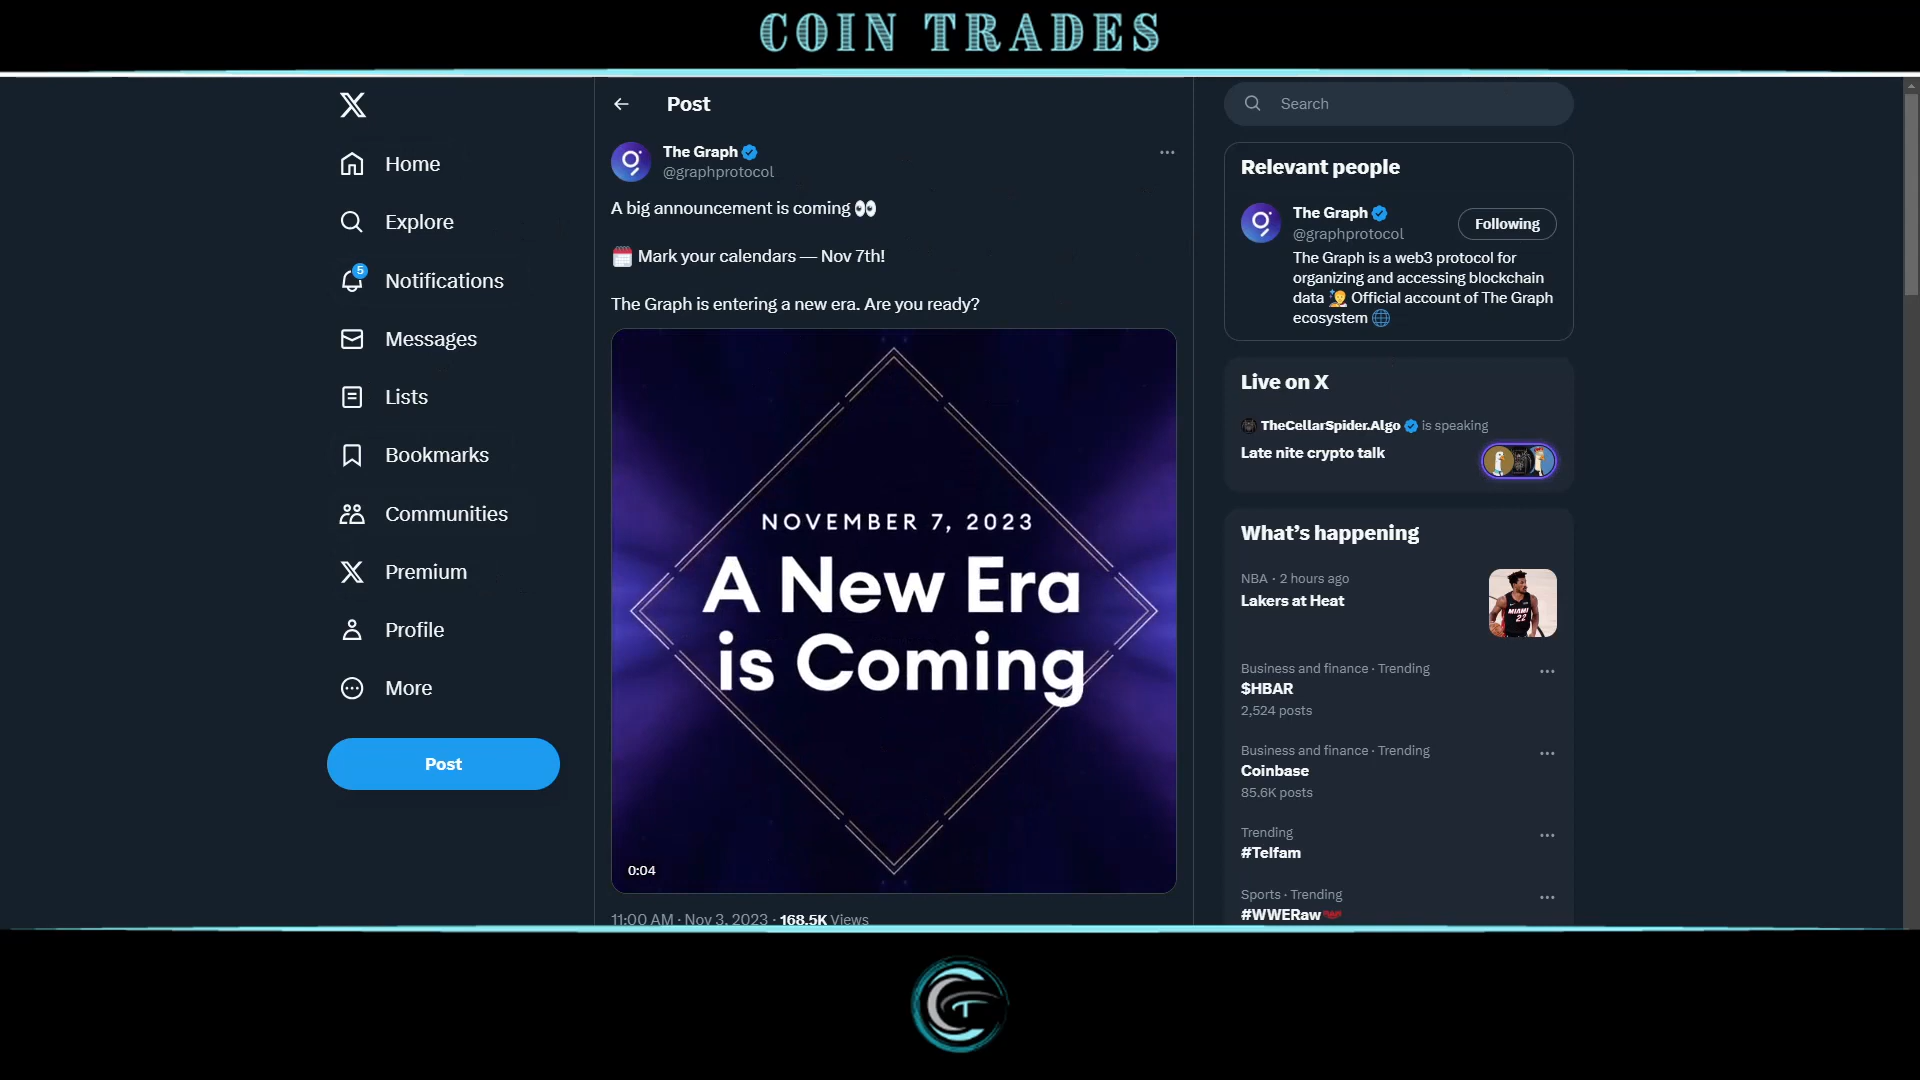 COIN TRADES
Home
Explore
5
Notifications
Messages
Lists
Bookmarks
Communities
Premium
Profile
More
Post
Post
The Graph
@graphprotocol
A big announcement is coming 👀
🗓️ Mark your calendars — Nov 7th!
The Graph is entering a new era. Are you ready?
NOVEMBER 7, 2023
A New Era
is Coming
0:04
11:00 AM · Nov 3, 2023 · 168.5K Views
Search
Relevant people
The Graph
@graphprotocol
Following
The Graph is a web3 protocol for
organizing and accessing blockchain
data 🧑‍🚀 Official account of The Graph
ecosystem 🌐
Live on X
TheCellarSpider.Algo is speaking
Late nite crypto talk
What’s happening
NBA · 2 hours ago
Lakers at Heat
MIAMI
22
Business and finance · Trending
$HBAR
2,524 posts
Business and finance · Trending
Coinbase
85.6K posts
Trending
#Telfam
Sports · Trending
#WWERaw
CT